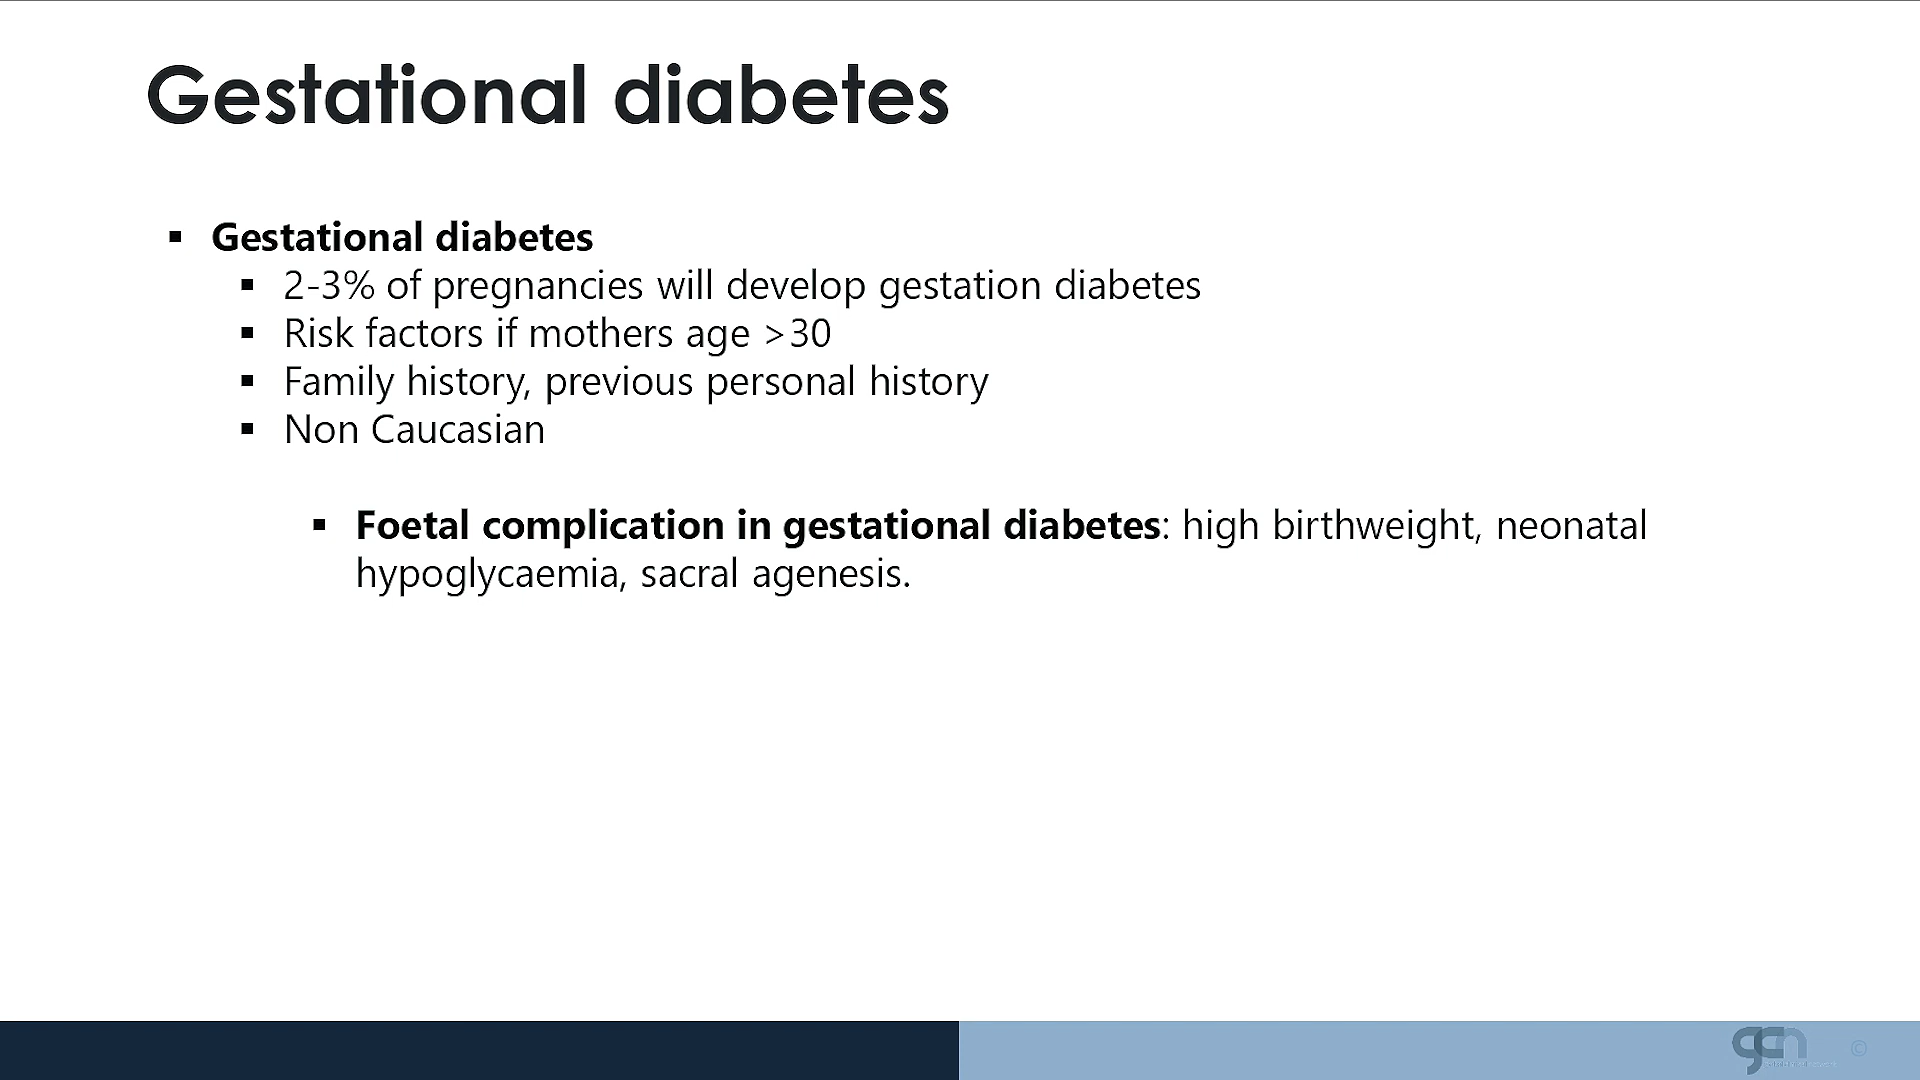 Gestational diabetes
▪ Gestational diabetes
▪ 2-3% of pregnancies will develop gestation diabetes
▪ Risk factors if mothers age >30
▪ Family history, previous personal history
▪ Non Caucasian
▪ Foetal complication in gestational diabetes: high birthweight, neonatal
hypoglycaemia, sacral agenesis.
gcn ©